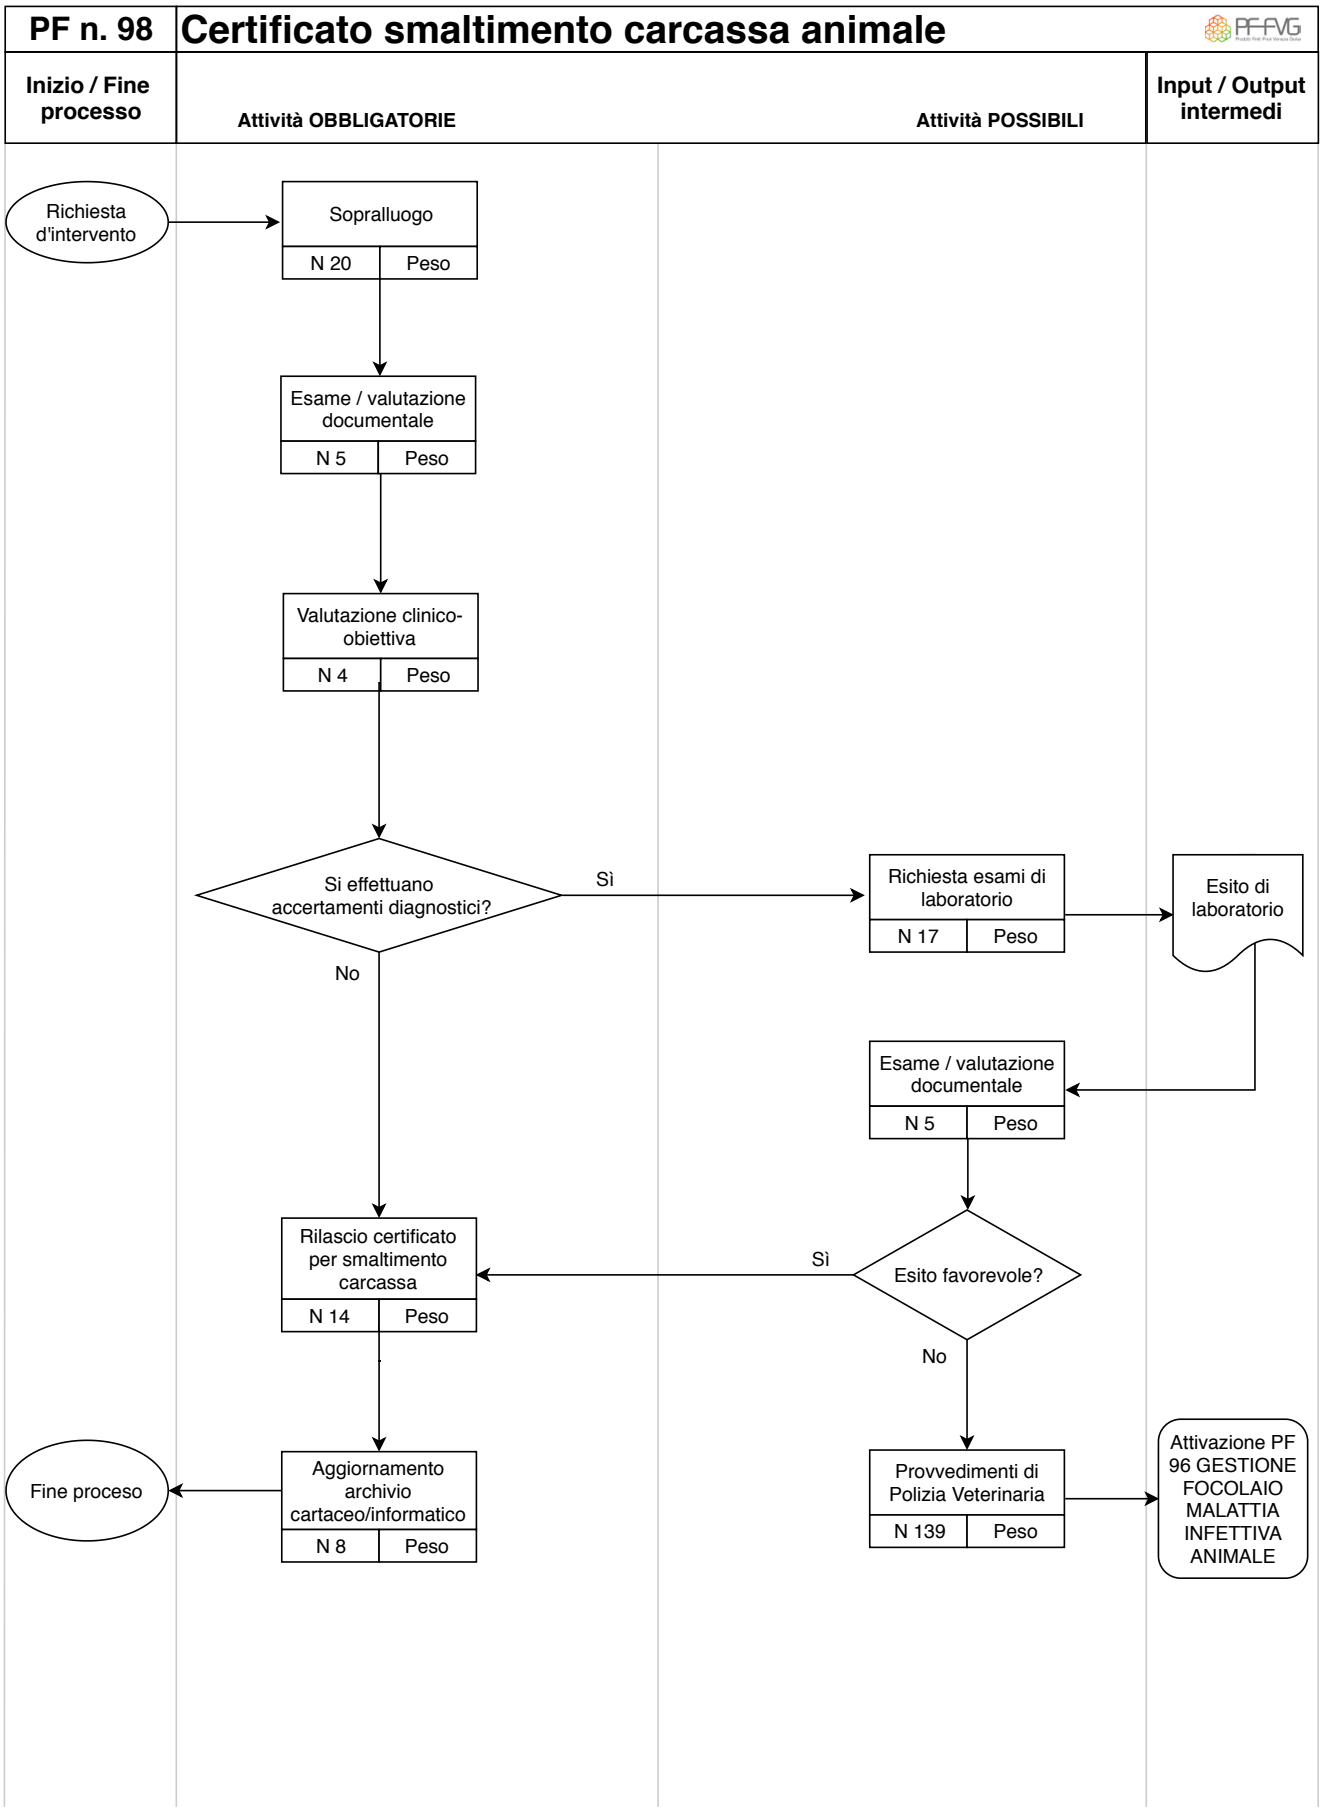 PF n. 98
Certificato smaltimento carcassa animale
PF-FVG
Inizio / Fine
processo
Attività OBBLIGATORIE
Attività POSSIBILI
Input / Output
intermedi
Richiesta
d'intervento
Sopralluogo
N 20
Peso
Esame / valutazione
documentale
N 5
Peso
Valutazione clinico-
obiettiva
N 4
Peso
Si effettuano
accertamenti diagnostici?
Sì
No
Richiesta esami di
laboratorio
N 17
Peso
Esito di
laboratorio
Esame / valutazione
documentale
N 5
Peso
Esito favorevole?
Sì
No
Rilascio certificato
per smaltimento
carcassa
N 14
Peso
Aggiornamento
archivio
cartaceo/informatico
N 8
Peso
Fine proceso
Provvedimenti di
Polizia Veterinaria
N 139
Peso
Attivazione PF
96 GESTIONE
FOCOLAIO
MALATTIA
INFETTIVA
ANIMALE